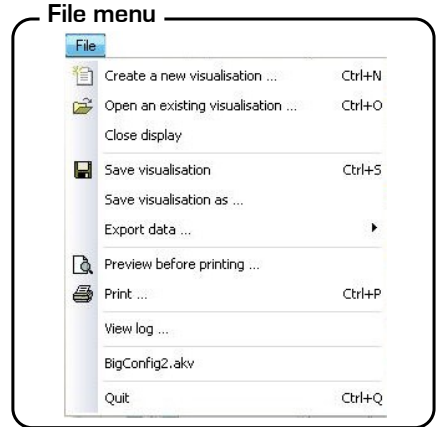 File menu
File
Create a new visualisation ... Ctrl+N
Open an existing visualisation ... Ctrl+O
Close display
Save visualisation Ctrl+S
Save visualisation as ...
Export data ...
Preview before printing ...
Print ... Ctrl+P
View log ...
BigConfig2.akv
Quit Ctrl+Q